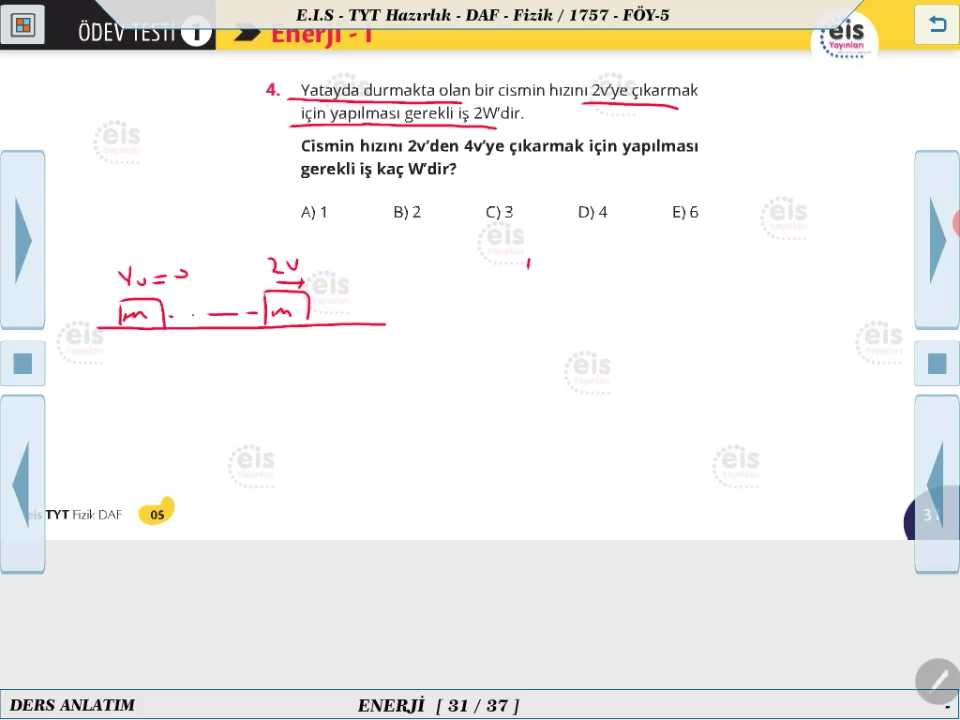 E.I.S - TYT Hazırlık - DAF - Fizik / 1757 - FÖY-5
ÖDEV TESTİ 1
Enerji - 1
eis
Yayınları
4. Yatayda durmakta olan bir cismin hızını 2v'ye çıkarmak
için yapılması gerekli iş 2W'dir.
Cismin hızını 2v'den 4v'ye çıkarmak için yapılması
gerekli iş kaç W'dir?
A) 1 B) 2 C) 3 D) 4 E) 6
2v
m m
eis TYT Fizik DAF 05
31
DERS ANLATIM ENERJİ [ 31 / 37 ] -